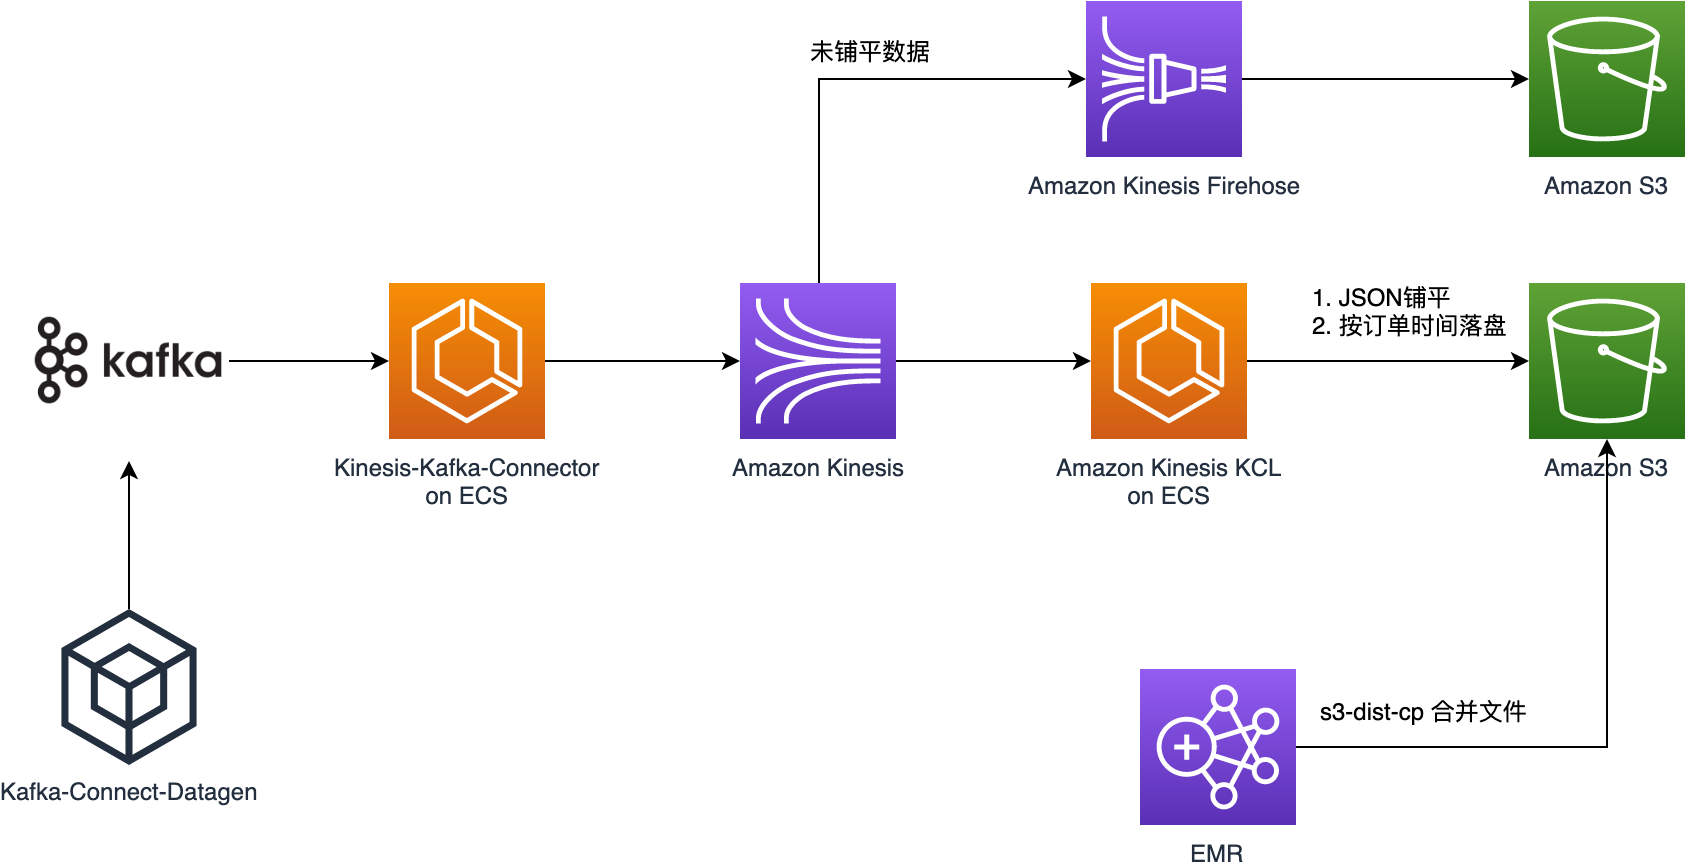 未铺平数据
Amazon Kinesis Firehose
Amazon S3
1. JSON铺平
2. 按订单时间落盘
kafka
Kinesis-Kafka-Connector
on ECS
Amazon Kinesis
Amazon Kinesis KCL
on ECS
Amazon S3
s3-dist-cp 合并文件
Kafka-Connect-Datagen
EMR